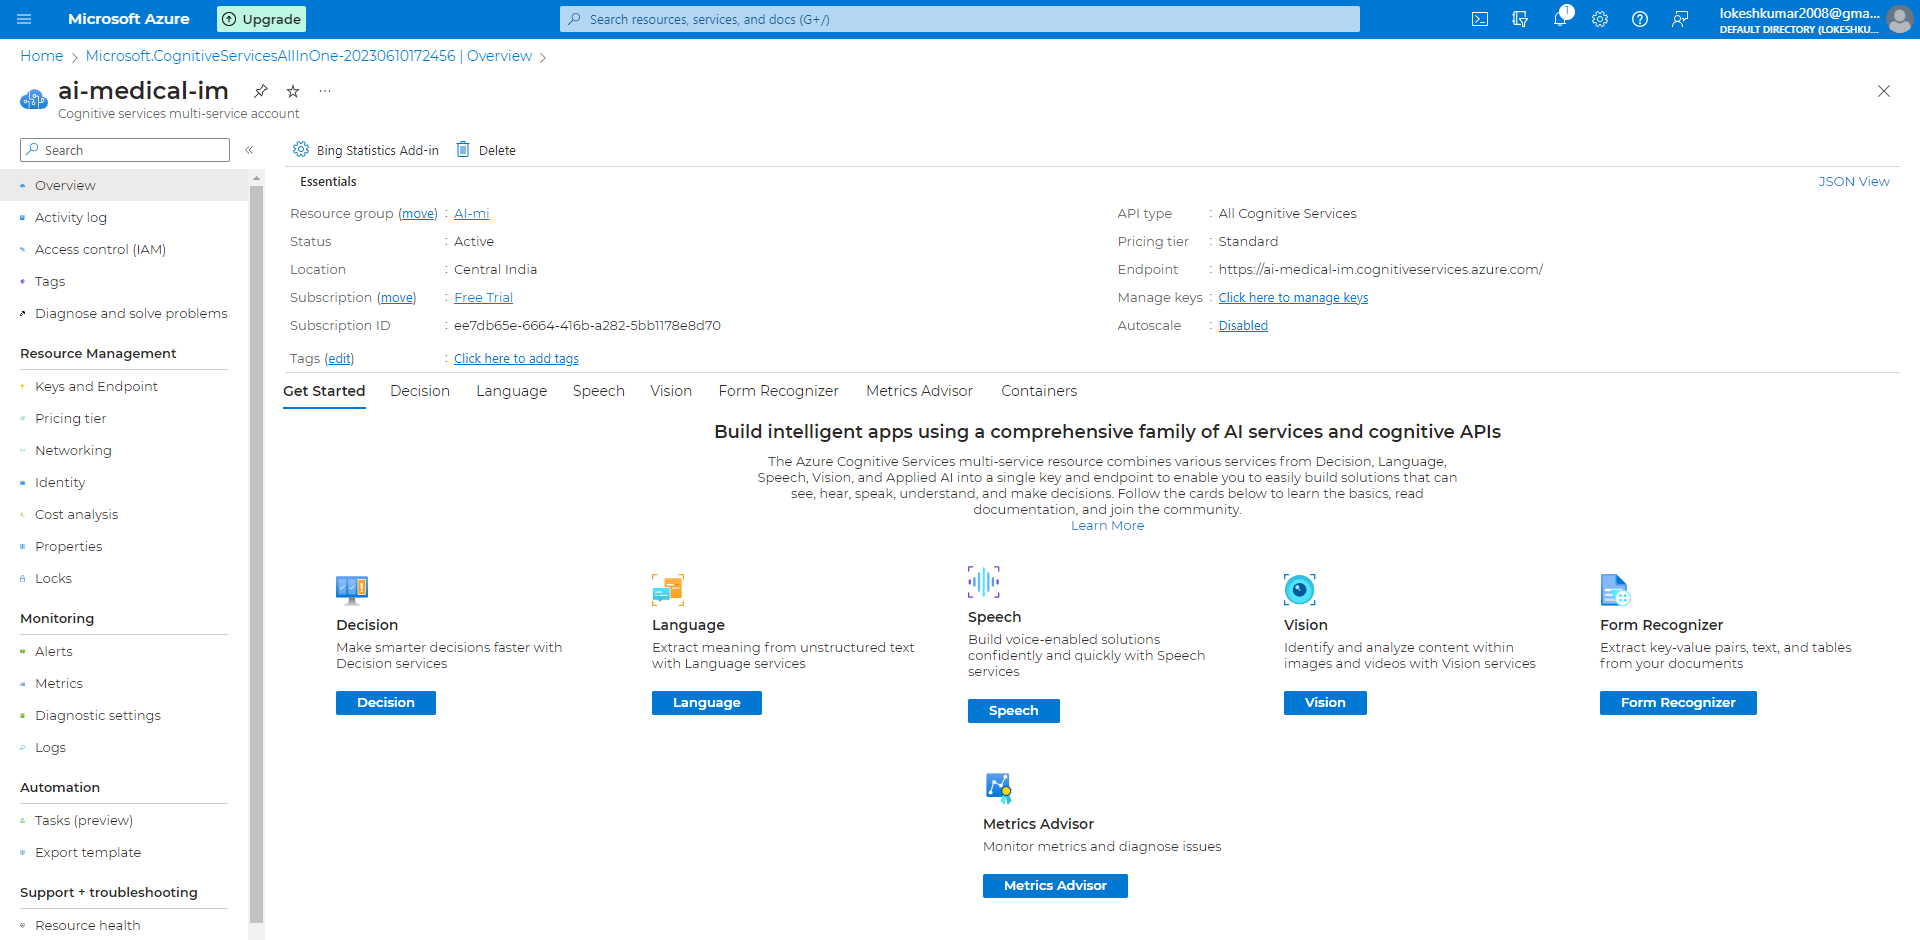 Microsoft Azure
Upgrade
Search resources, services, and docs (G+/)
1
lokeshkumar2008@gma...
DEFAULT DIRECTORY (LOKESHKU...
Home > Microsoft.CognitiveServicesAllInOne-20230610172456 | Overview >
ai-medical-im
Cognitive services multi-service account
Search
«
Overview
Activity log
Access control (IAM)
Tags
Diagnose and solve problems
Resource Management
Keys and Endpoint
Pricing tier
Networking
Identity
Cost analysis
Properties
Locks
Monitoring
Alerts
Metrics
Diagnostic settings
Logs
Automation
Tasks (preview)
Export template
Support + troubleshooting
Resource health
Bing Statistics Add-in
Delete
Essentials
JSON View
Resource group (move) : AI-mi
Status : Active
Location : Central India
Subscription (move) : Free Trial
Subscription ID : ee7db65e-6664-416b-a282-5bb1178e8d70
Tags (edit) : Click here to add tags
API type : All Cognitive Services
Pricing tier : Standard
Endpoint : https://ai-medical-im.cognitiveservices.azure.com/
Manage keys : Click here to manage keys
Autoscale : Disabled
Get Started Decision Language Speech Vision Form Recognizer Metrics Advisor Containers
Build intelligent apps using a comprehensive family of AI services and cognitive APIs
The Azure Cognitive Services multi-service resource combines various services from Decision, Language,
Speech, Vision, and Applied AI into a single key and endpoint to enable you to easily build solutions that can
see, hear, speak, understand, and make decisions. Follow the cards below to learn the basics, read
documentation, and join the community.
Learn More
Decision
Make smarter decisions faster with
Decision services
Decision
Language
Extract meaning from unstructured text
with Language services
Language
Speech
Build voice-enabled solutions
confidently and quickly with Speech
services
Speech
Vision
Identify and analyze content within
images and videos with Vision services
Vision
Form Recognizer
Extract key-value pairs, text, and tables
from your documents
Form Recognizer
Metrics Advisor
Monitor metrics and diagnose issues
Metrics Advisor